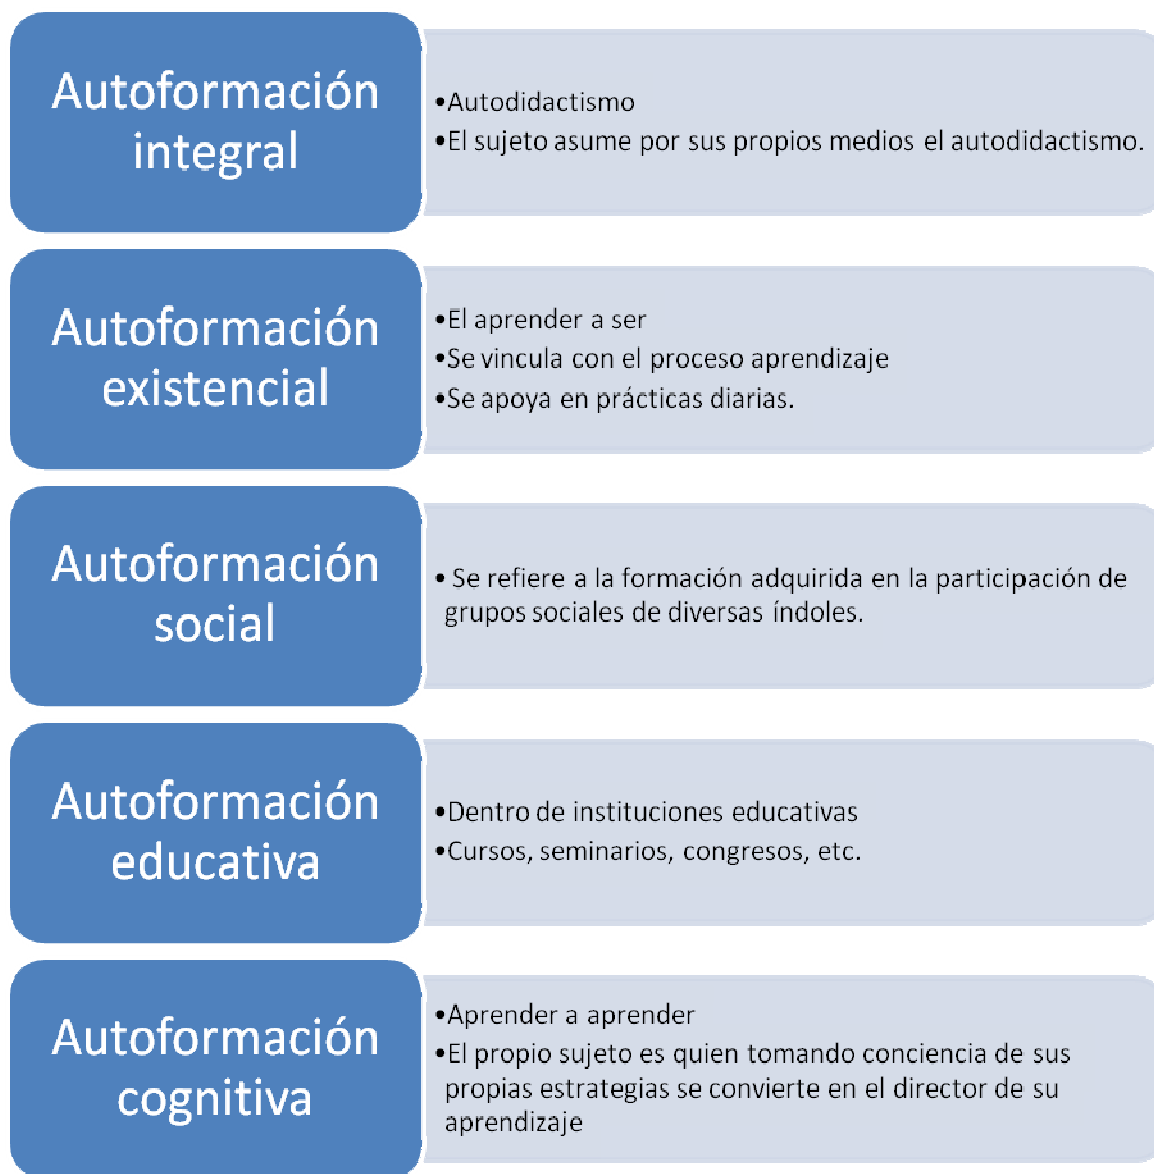 Autoformación
integral
•Autodidactismo
•El sujeto asume por sus propios medios el autodidactismo.
Autoformación
existencial
•El aprender a ser
•Se vincula con el proceso aprendizaje
•Se apoya en prácticas diarias.
Autoformación
social
• Se refiere a la formación adquirida en la participación de
grupos sociales de diversas índoles.
Autoformación
educativa
•Dentro de instituciones educativas
•Cursos, seminarios, congresos, etc.
Autoformación
cognitiva
•Aprender a aprender
•El propio sujeto es quien tomando conciencia de sus
propias estrategias se convierte en el director de su
aprendizaje